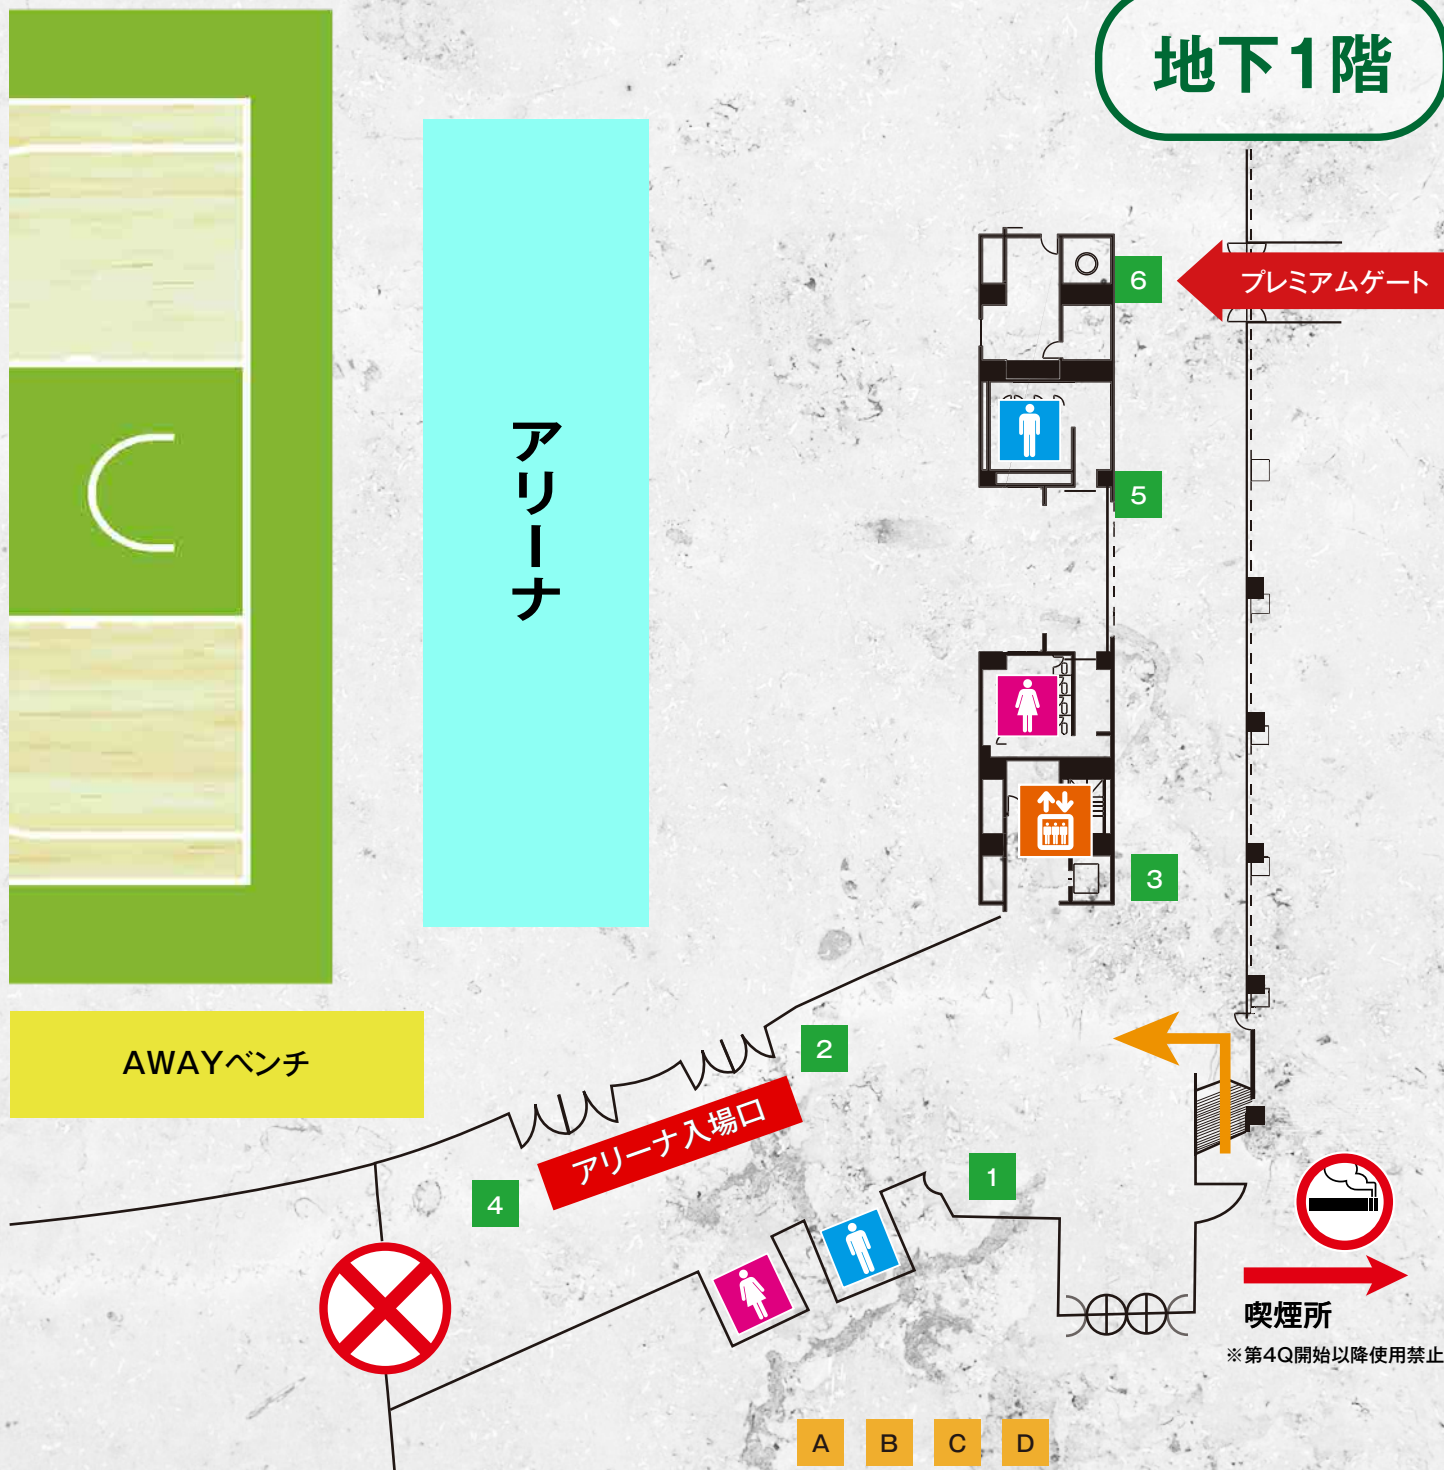 地下1階
6
プレミアムゲート
アリーナ
5
3
2
AWAYベンチ
アリーナ入場口
1
4
喫煙所
※第4Q開始以降使用禁止
A B C D